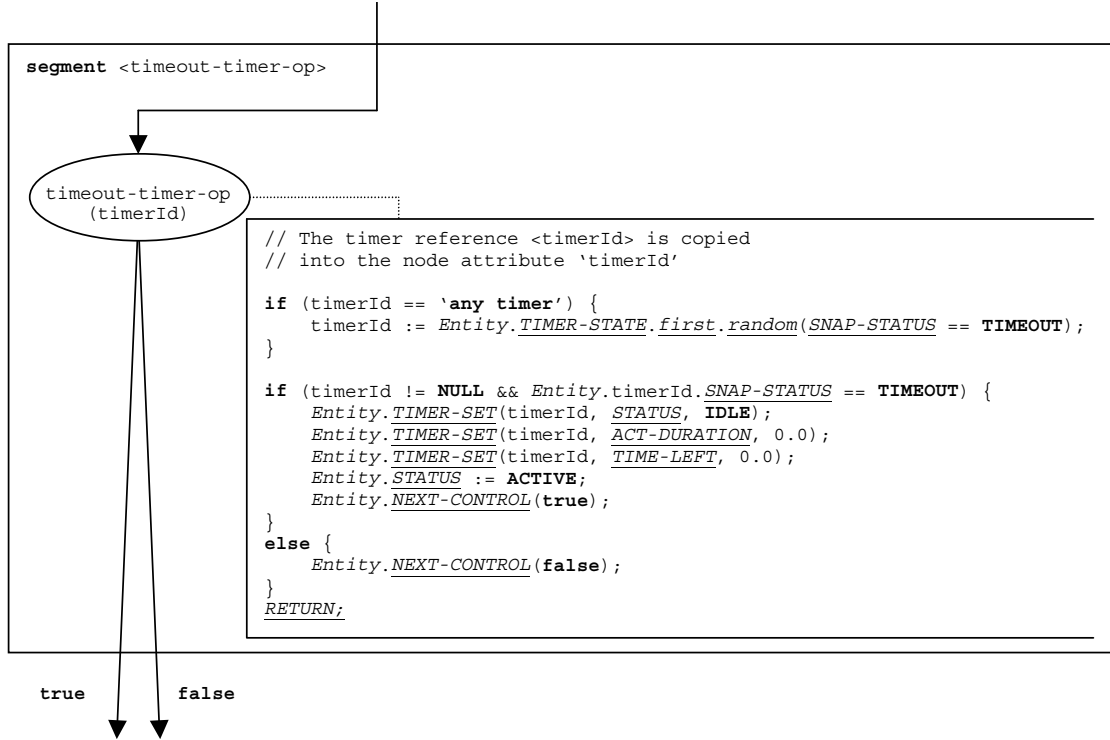 segment <timeout-timer-op>
timeout-timer-op
(timerId)
// The timer reference <timerId> is copied
// into the node attribute ‘timerId’
if (timerId == ‘any timer’) {
timerId := Entity.TIMER-STATE.first.random(SNAP-STATUS == TIMEOUT);
}
if (timerId != NULL && Entity.timerId.SNAP-STATUS == TIMEOUT) {
Entity.TIMER-SET(timerId, STATUS, IDLE);
Entity.TIMER-SET(timerId, ACT-DURATION, 0.0);
Entity.TIMER-SET(timerId, TIME-LEFT, 0.0);
Entity.STATUS := ACTIVE;
Entity.NEXT-CONTROL(true);
}
else {
Entity.NEXT-CONTROL(false);
}
RETURN;
true false